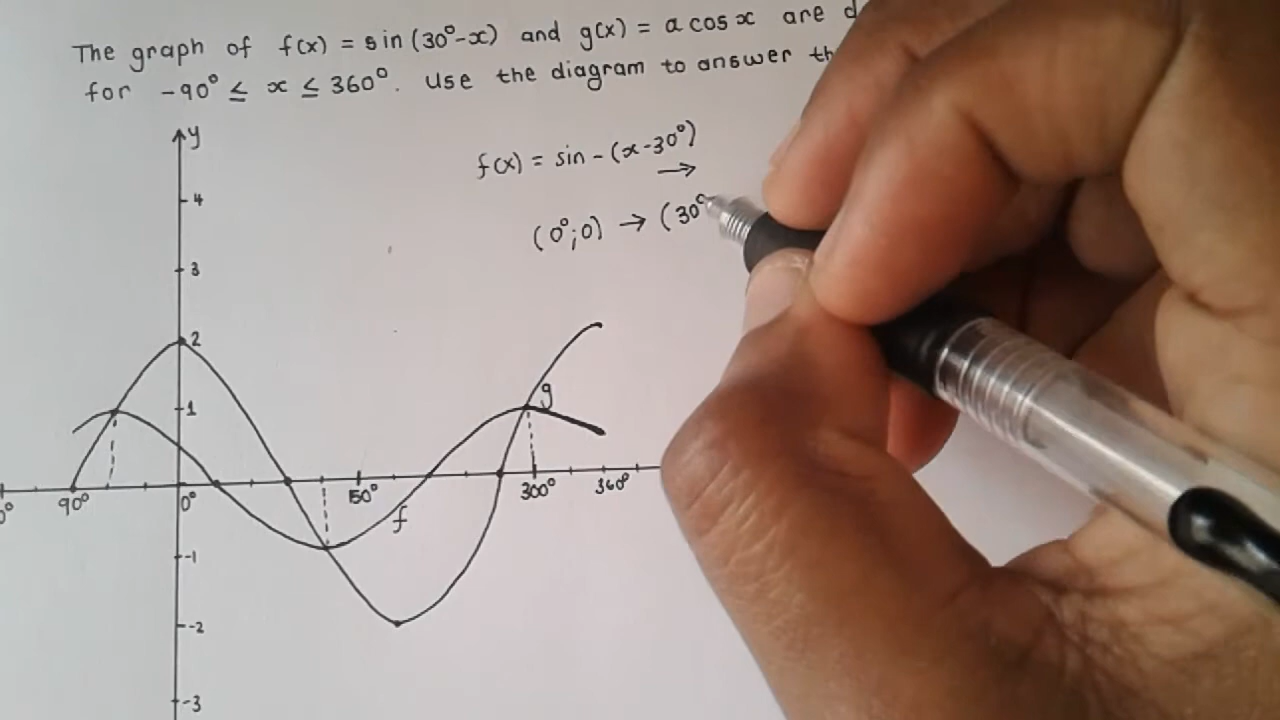 The graph of f(x) = sin (30°-x) and g(x) = a cos x are
for -90° ≤ x ≤ 360°. Use the diagram to answer
y
f(x) = sin - (x-30°)
→
4
(0°;0) → (30°
3
2
g
1
90° 0° 150° 300° 360°
f
-1
-2
-3